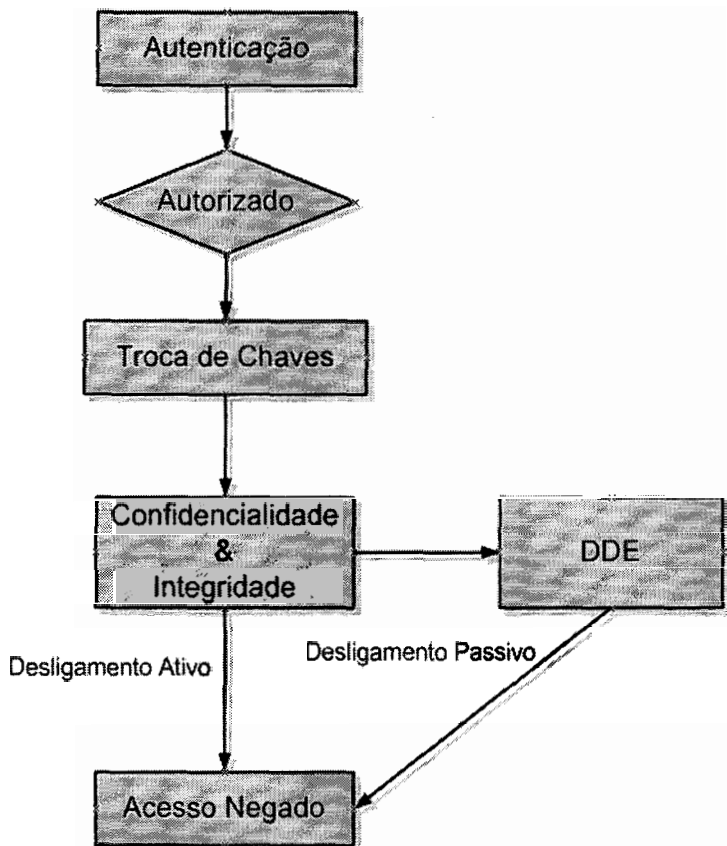 Autenticação
Autorizado
Troca de Chaves
Confidencialidade
&
Integridade
DDE
Desligamento Ativo
Desligamento Passivo
Acesso Negado